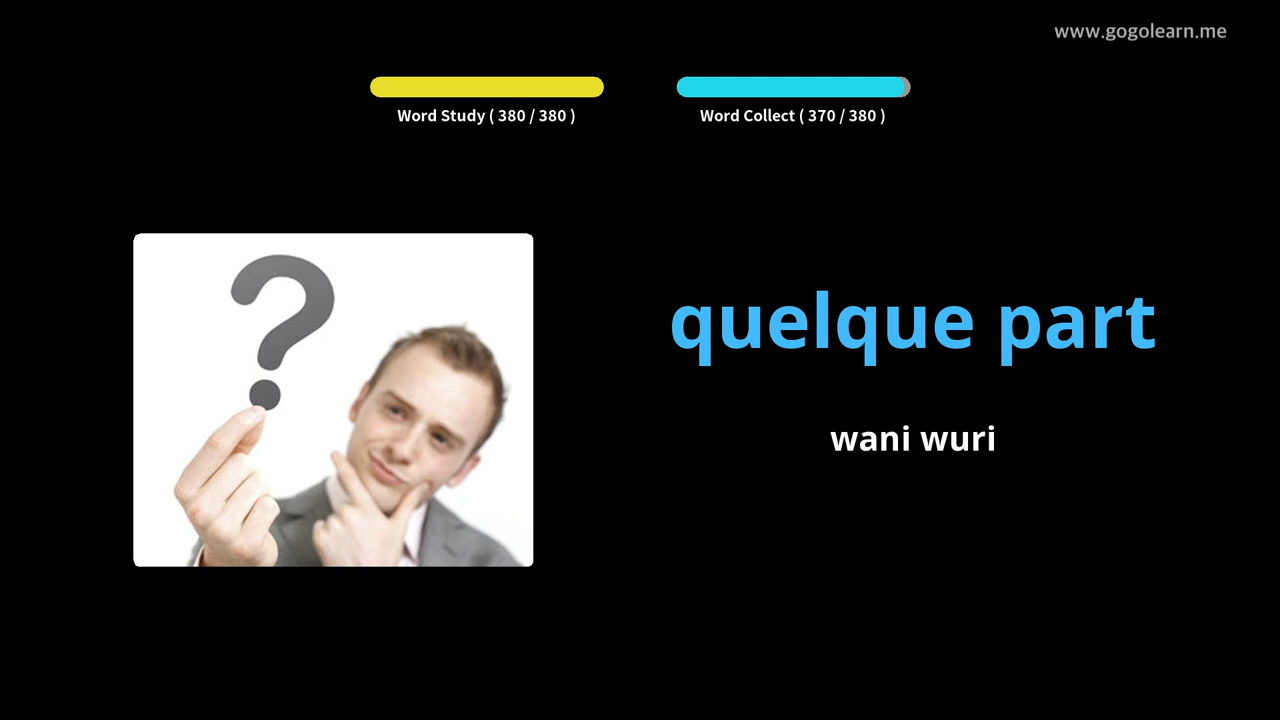 www.gogolearn.me
Word Study ( 380 / 380 )
Word Collect ( 370 / 380 )
?
quelque part
wani wuri